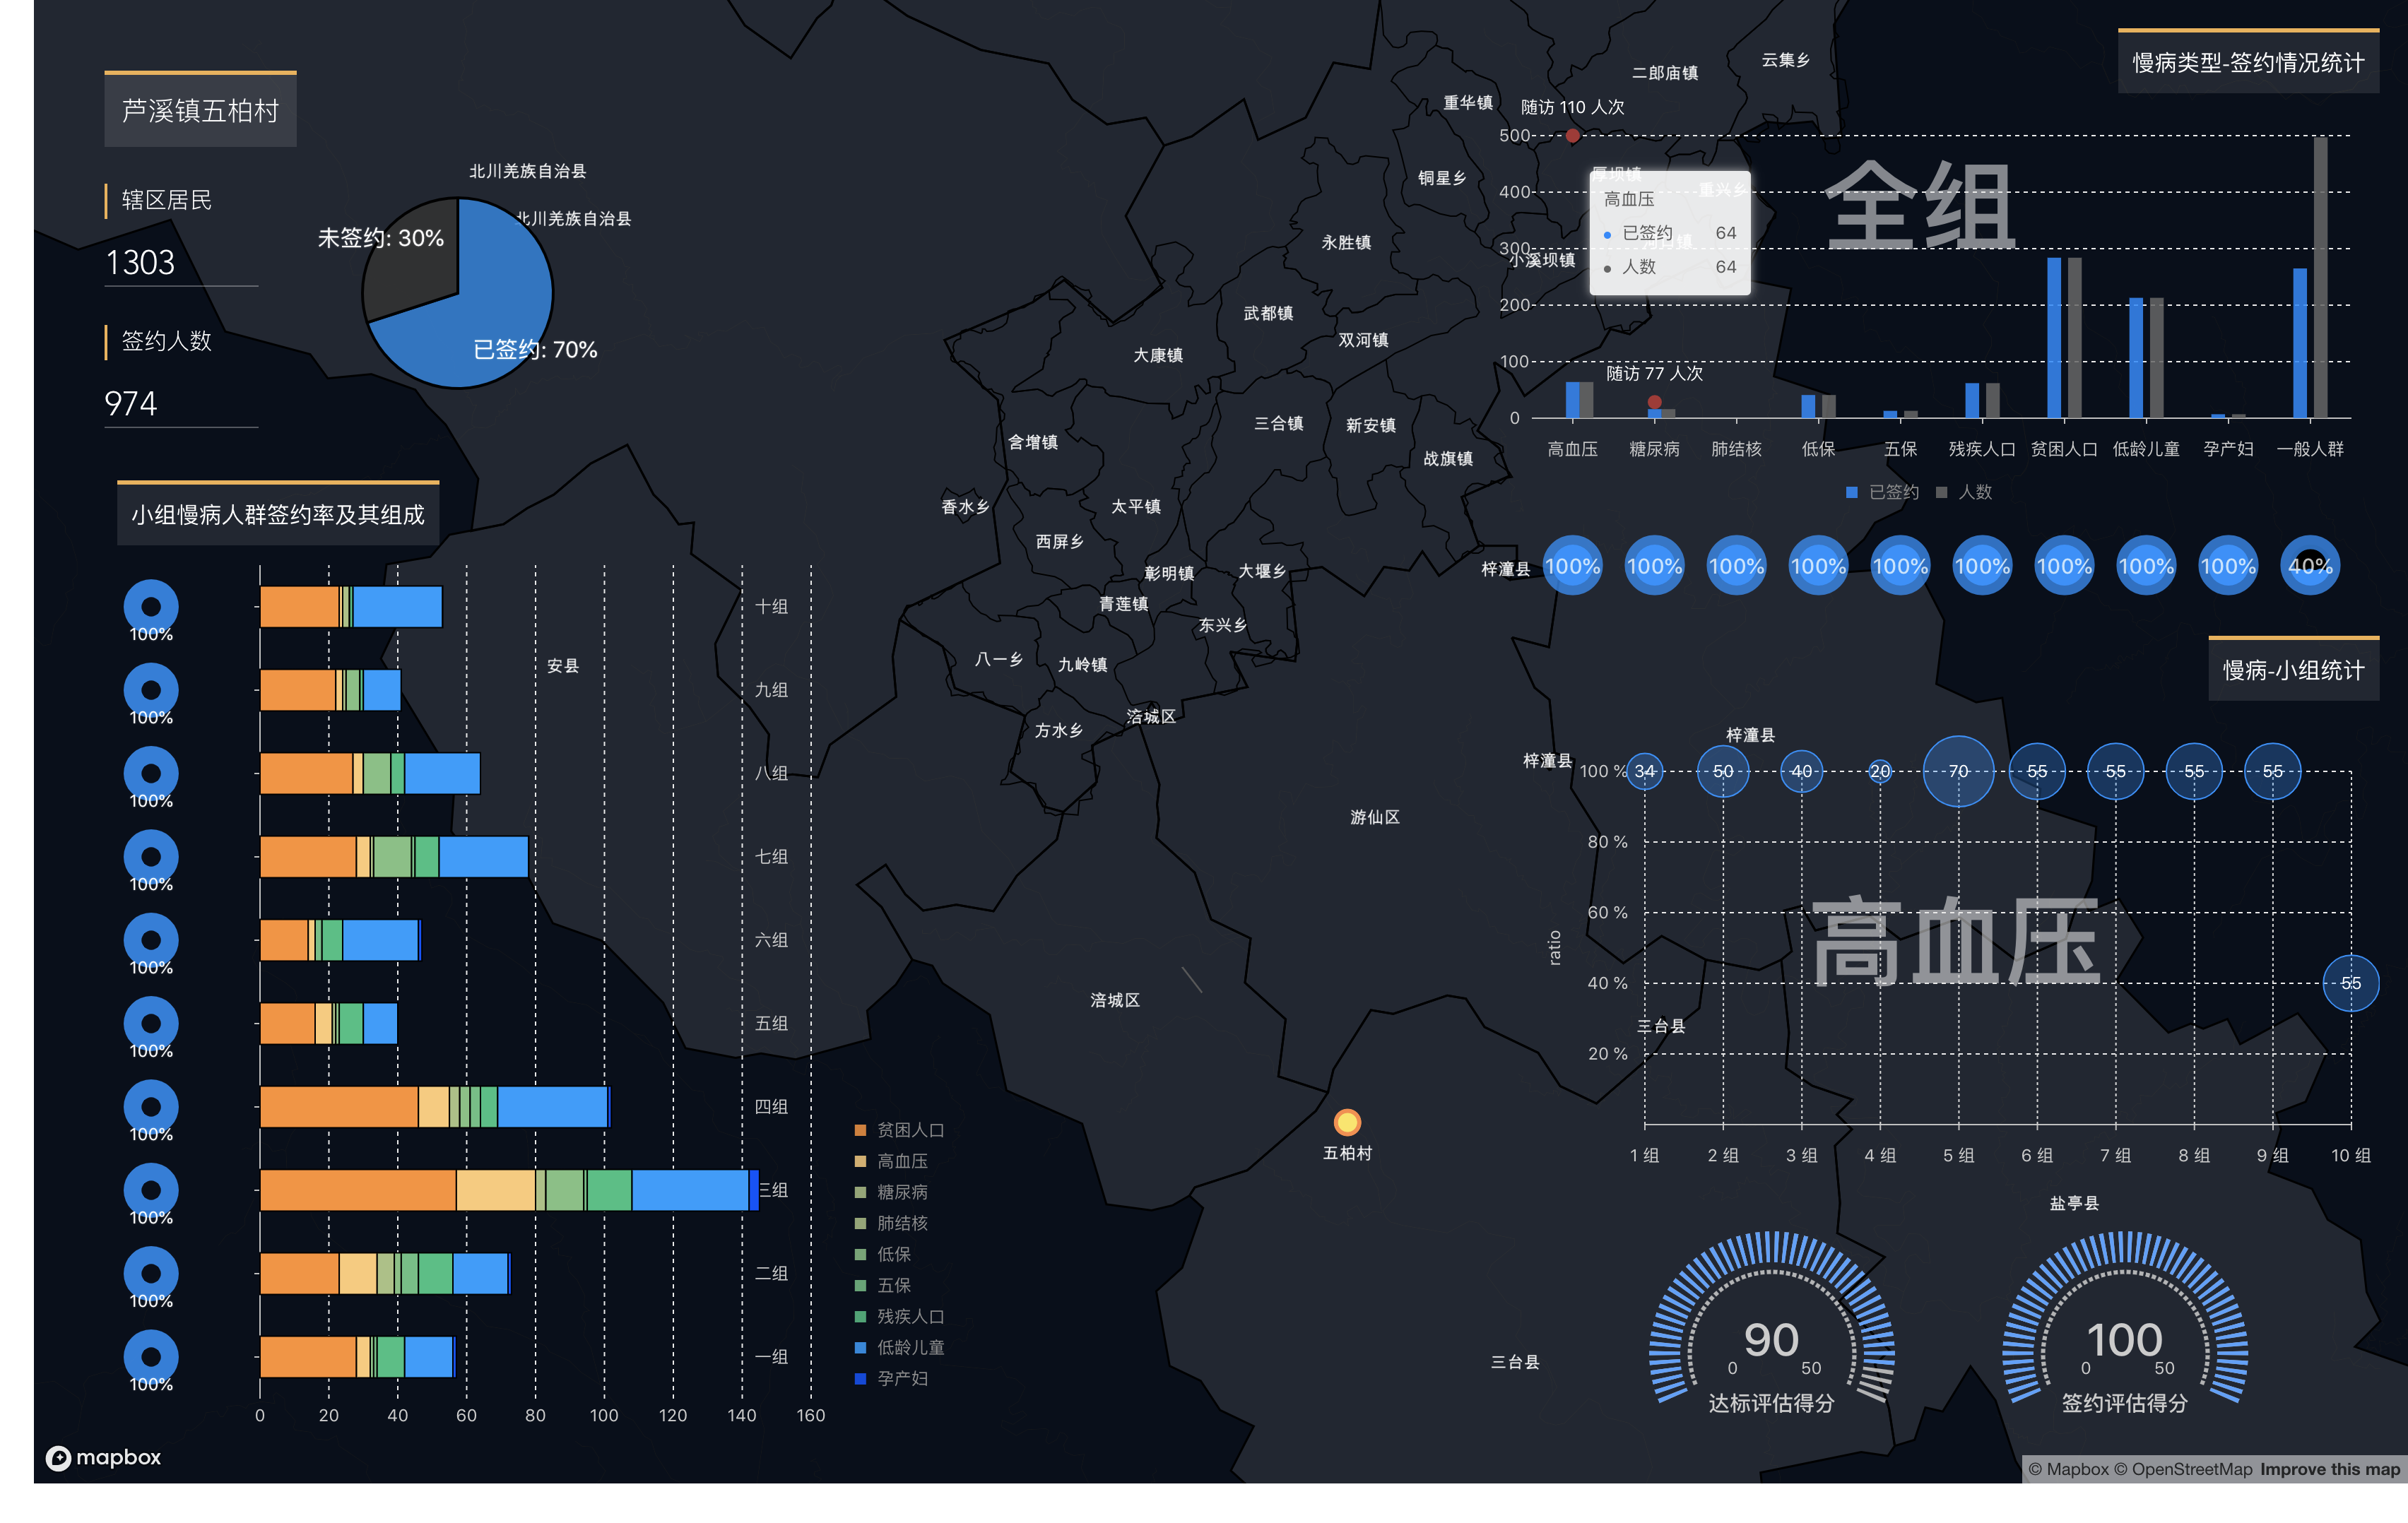 芦溪镇五柏村
辖区居民
1303
签约人数
974
北川羌族自治县
北川羌族自治县
未签约: 30%
已签约: 70%
小组慢病人群签约率及其组成
100%
100%
100%
100%
100%
100%
100%
100%
100%
100%
十组
九组
八组
七组
六组
五组
四组
三组
二组
一组
0 20 40 60 80 100 120 140 160
贫困人口
高血压
糖尿病
肺结核
低保
五保
残疾人口
低龄儿童
孕产妇
安县
二郎庙镇
云集乡
重华镇
铜星乡
厚坝镇
重兴乡
永胜镇
小溪坝镇
武都镇
双河镇
大康镇
三合镇
新安镇
含增镇
战旗镇
香水乡
太平镇
西屏乡
彰明镇
大堰乡
青莲镇
东兴乡
八一乡
九岭镇
涪城区
方水乡
梓潼县
梓潼县
梓潼县
游仙区
涪城区
三台县
五柏村
三台县
盐亭县
慢病类型-签约情况统计
随访 110 人次
500
400
300
200
100
0
全组
高血压
已签约 64
人数 64
随访 77 人次
高血压 糖尿病 肺结核 低保 五保 残疾人口 贫困人口 低龄儿童 孕产妇 一般人群
已签约 人数
100% 100% 100% 100% 100% 100% 100% 100% 100% 40%
慢病-小组统计
100 %
80 %
60 %
40 %
20 %
ratio
34 50 40 20 70 55 55 55 55
55
高血压
1 组 2 组 3 组 4 组 5 组 6 组 7 组 8 组 9 组 10 组
90
0 50
达标评估得分
100
0 50
签约评估得分
mapbox
© Mapbox © OpenStreetMap Improve this map